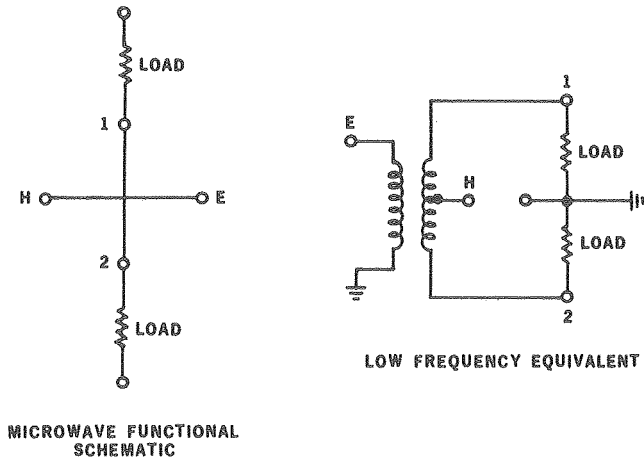 LOAD
1
H
E
2
LOAD
MICROWAVE FUNCTIONAL
SCHEMATIC
E
H
1
LOAD
LOAD
2
LOW FREQUENCY EQUIVALENT